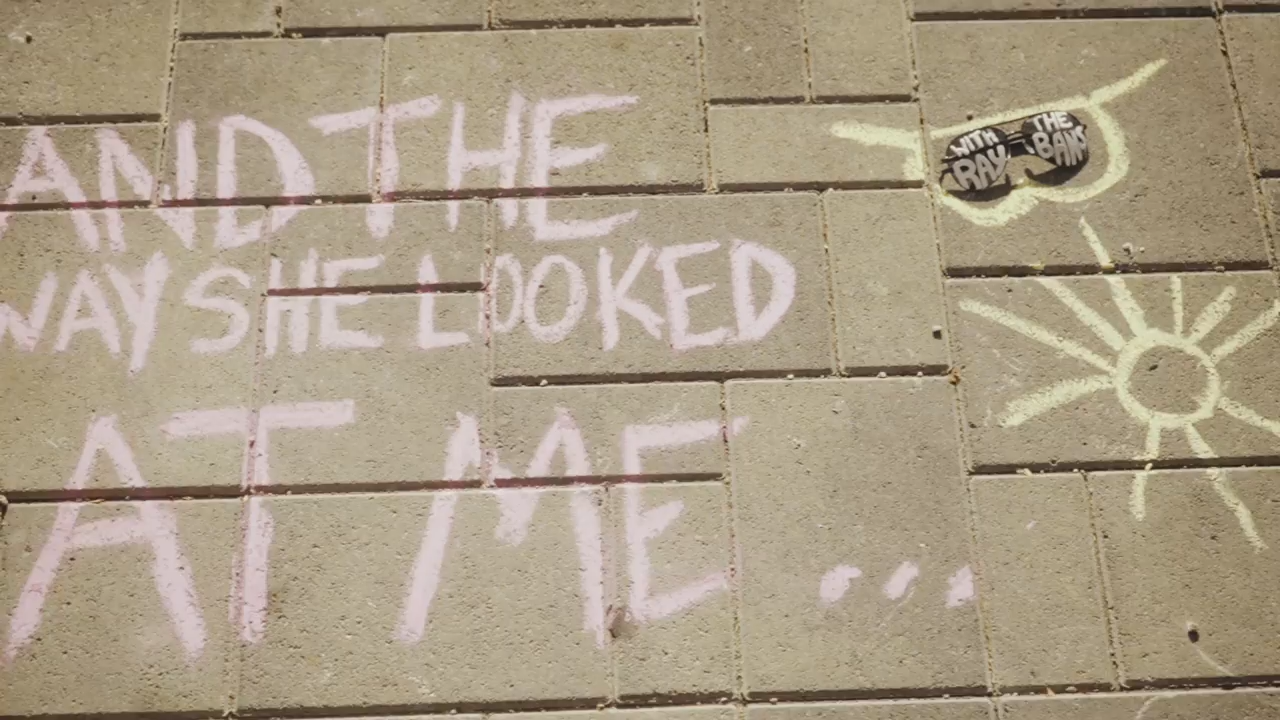 AND THE
WAY SHE LOOKED
AT ME...
WITH
RAY
THE
BANS